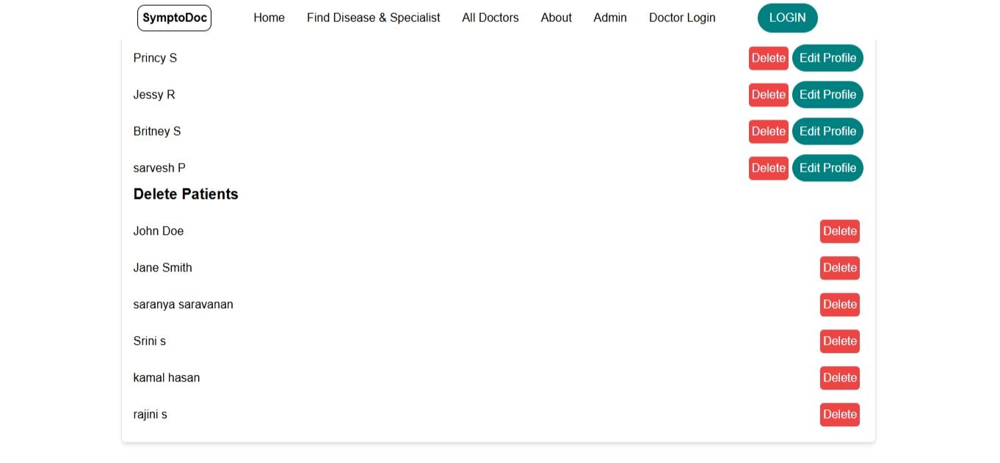 SymptoDoc Home Find Disease & Specialist All Doctors About Admin Doctor Login LOGIN
Princy S Delete Edit Profile
Jessy R Delete Edit Profile
Britney S Delete Edit Profile
sarvesh P Delete Edit Profile
Delete Patients
John Doe Delete
Jane Smith Delete
saranya saravanan Delete
Srini s Delete
kamal hasan Delete
rajini s Delete